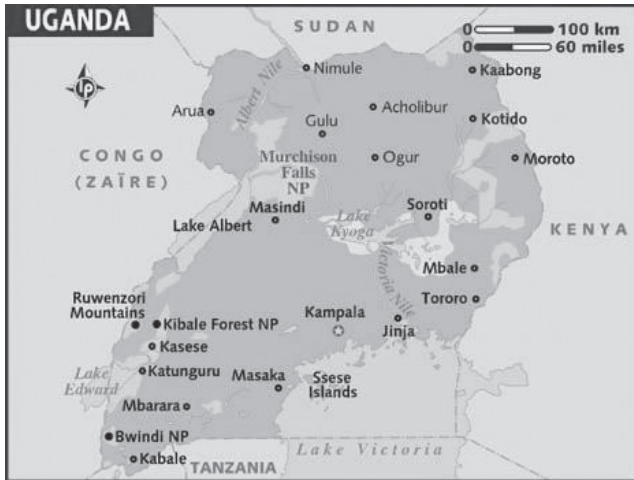 UGANDA
SUDAN
0 100 km
0 60 miles
lp
Nimule
Kaabong
Albert Nile
Arua
Acholibur
Gulu
Kotido
CONGO
(ZAÏRE)
Murchison
Falls
NP
Ogur
Moroto
Masindi
Soroti
Lake Albert
Lake
Kyoga
KENYA
Victoria Nile
Mbale
Tororo
Ruwenzori
Mountains
Kibale Forest NP
Kampala
Jinja
Kasese
Lake
Edward
Katunguru
Masaka
Ssese
Islands
Mbarara
Bwindi NP
Kabale
TANZANIA
Lake Victoria